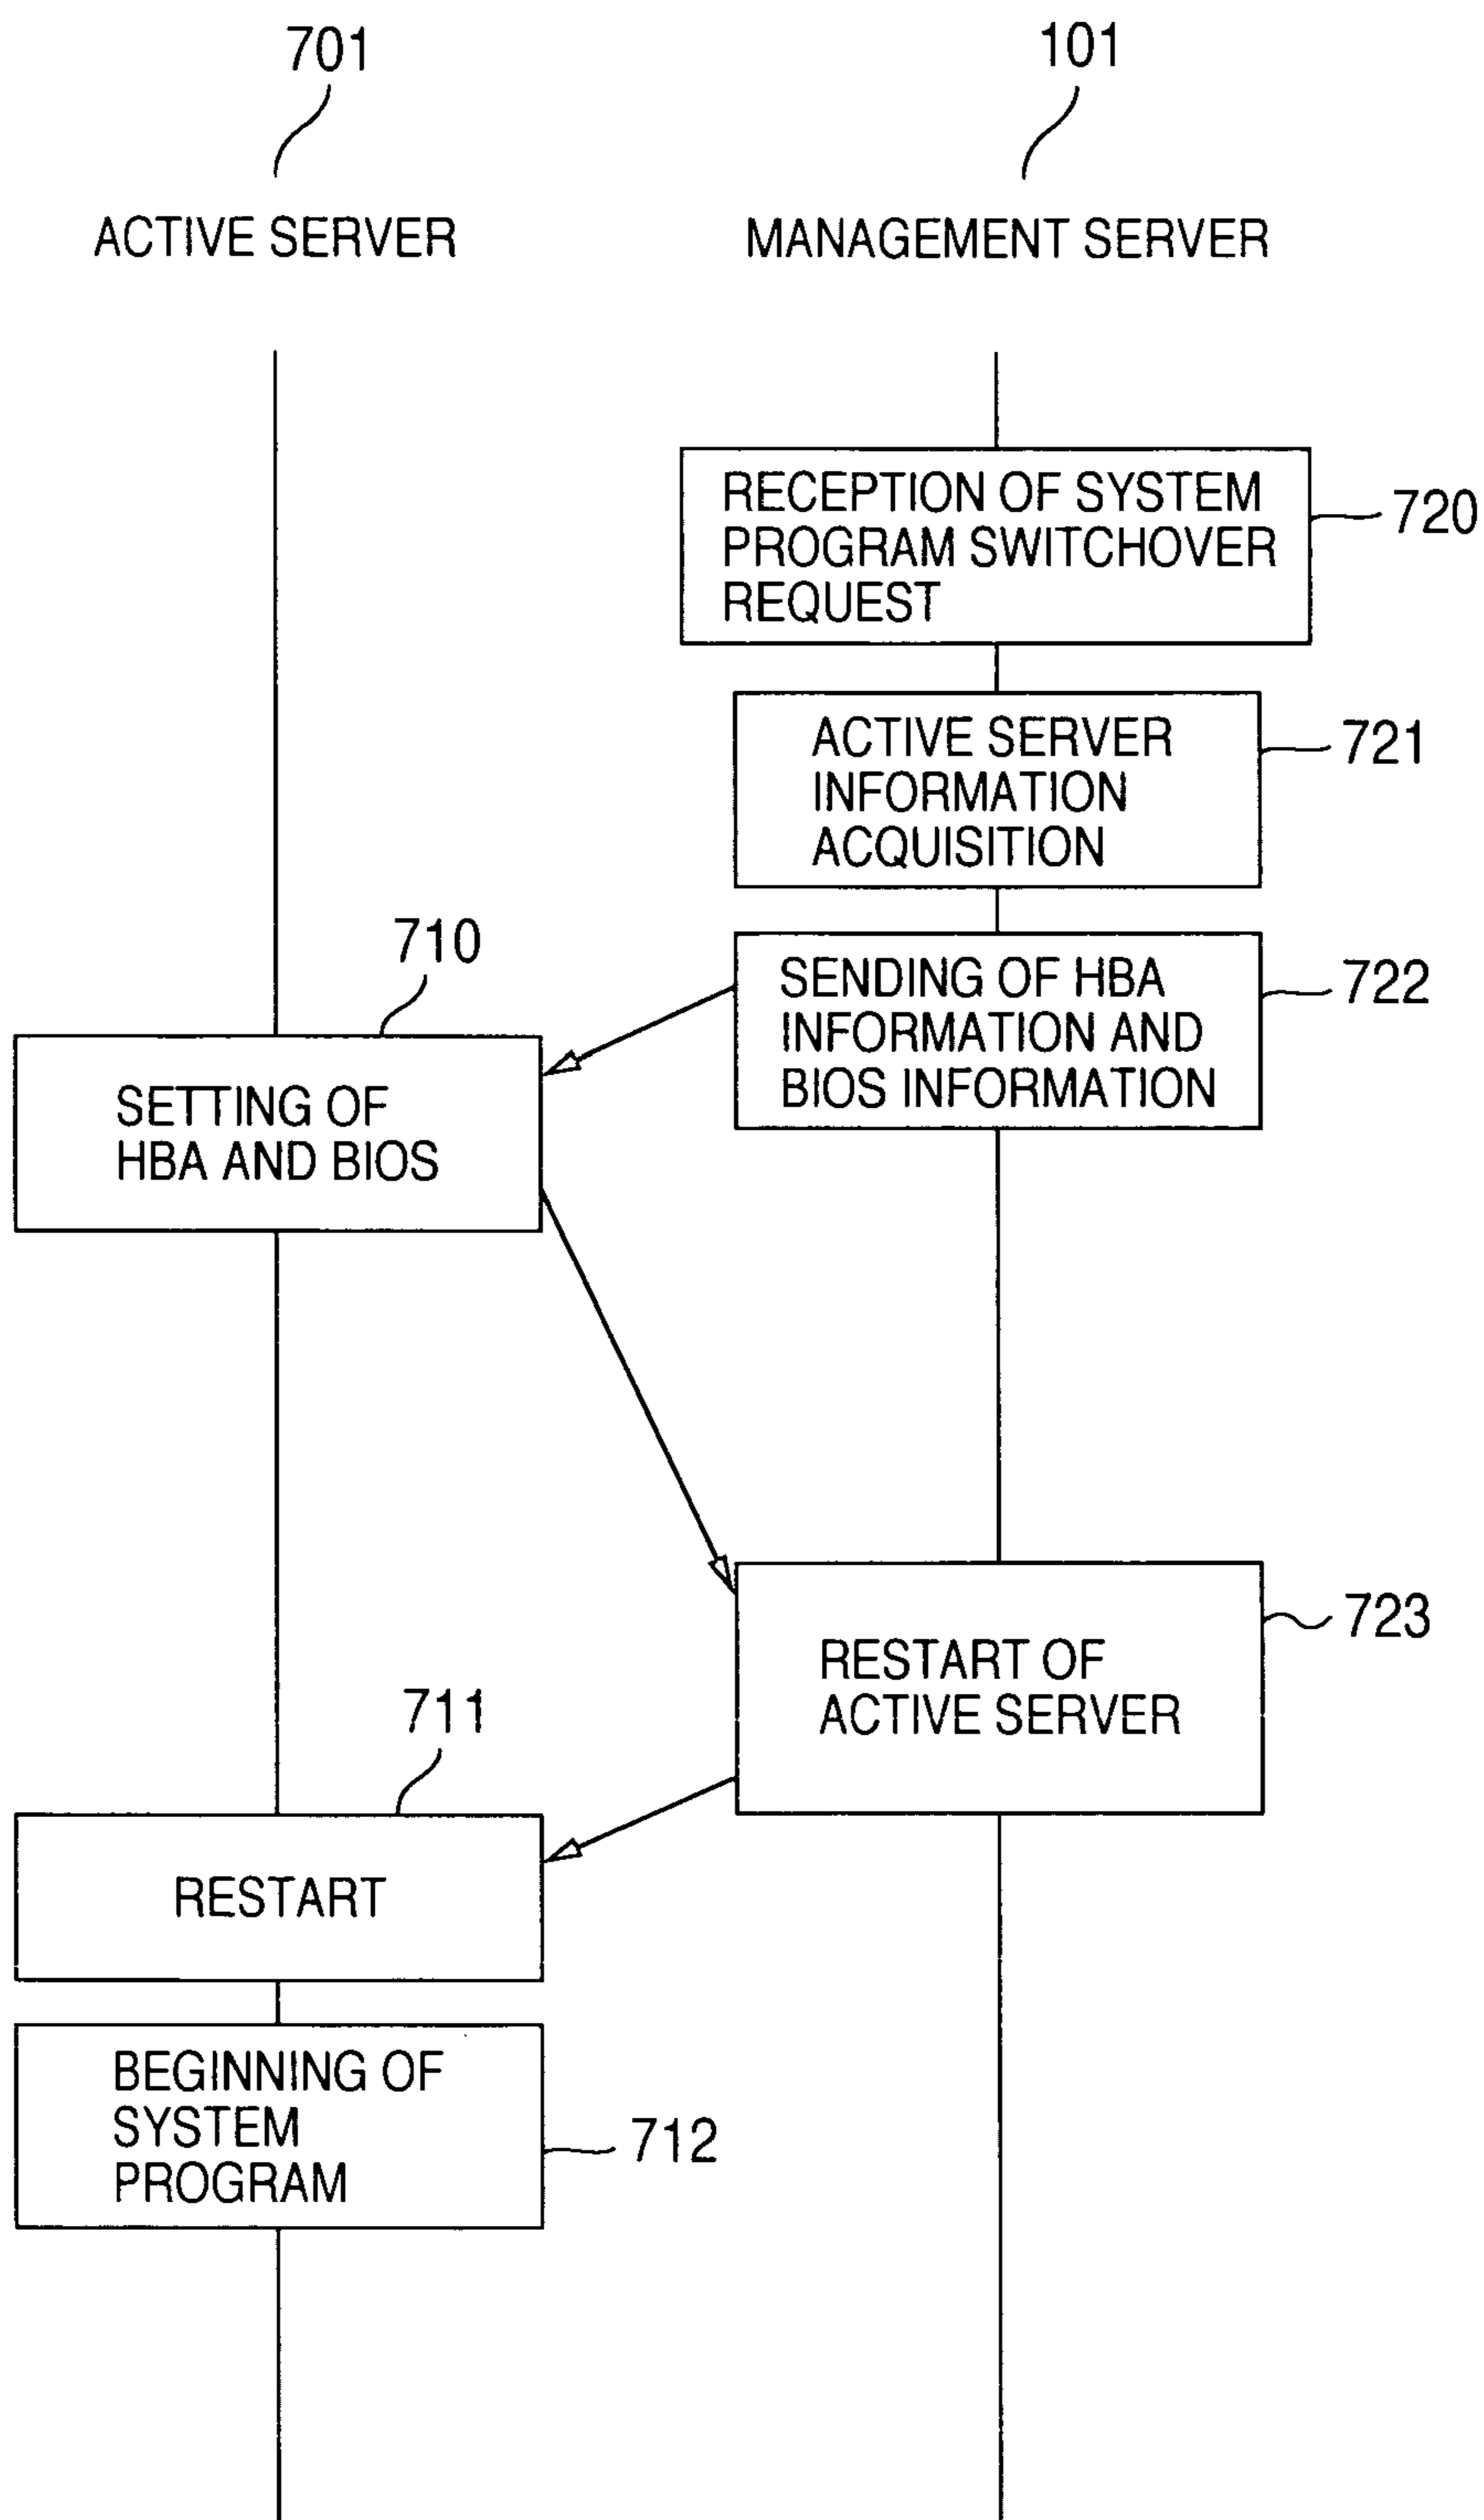 701
101
ACTIVE SERVER
MANAGEMENT SERVER
RECEPTION OF SYSTEM
PROGRAM SWITCHOVER
REQUEST
720
ACTIVE SERVER
INFORMATION
ACQUISITION
721
710
SENDING OF HBA
INFORMATION AND
BIOS INFORMATION
722
SETTING OF
HBA AND BIOS
723
RESTART OF
ACTIVE SERVER
711
RESTART
BEGINNING OF
SYSTEM
PROGRAM
712